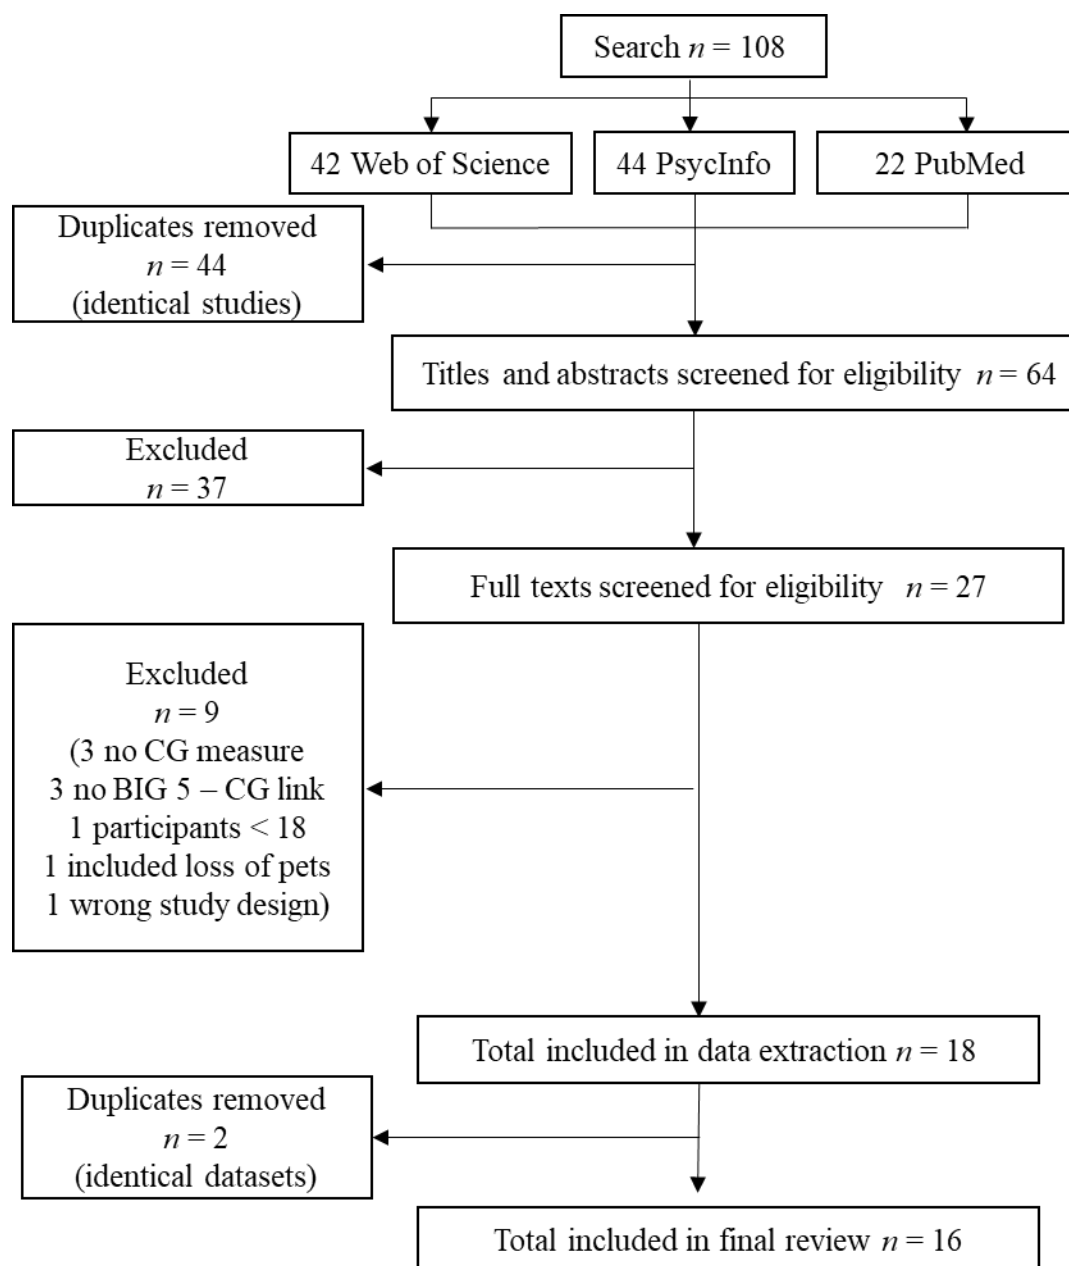 Search n = 108
42 Web of Science
44 PsycInfo
22 PubMed
Duplicates removed
n = 44
(identical studies)
Titles and abstracts screened for eligibility n = 64
Excluded
n = 37
Full texts screened for eligibility n = 27
Excluded
n = 9
(3 no CG measure
3 no BIG 5 – CG link
1 participants < 18
1 included loss of pets
1 wrong study design)
Total included in data extraction n = 18
Duplicates removed
n = 2
(identical datasets)
Total included in final review n = 16